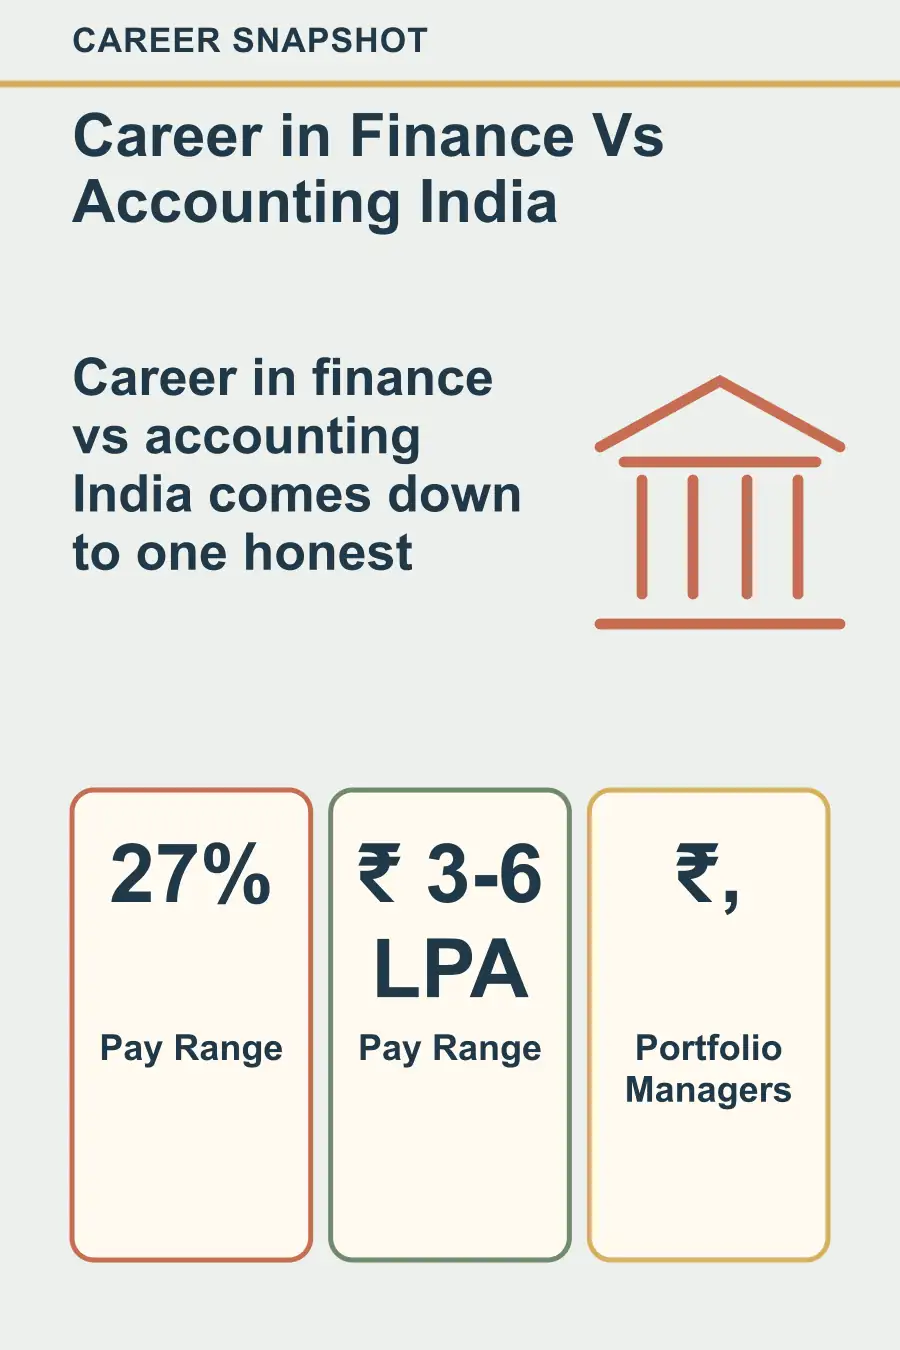 CAREER SNAPSHOT
Career in Finance Vs
Accounting India
Career in finance
vs accounting
India comes down
to one honest
27%
Pay Range
₹ 3-6
LPA
Pay Range
₹,
Portfolio
Managers